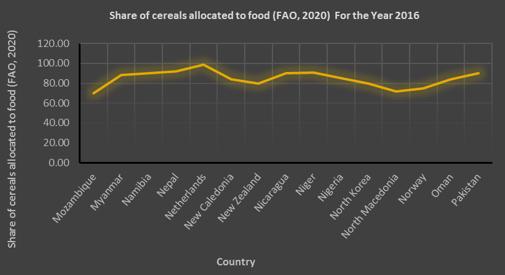 Share of cereals allocated to food (FAO, 2020)  For the Year 2016
Share of cereals allocated to food (FAO, 2020)
120.00
100.00
80.00
60.00
40.00
20.00
0.00
Mozambique
Myanmar
Namibia
Nepal
Netherlands
New Caledonia
New Zealand
Nicaragua
Niger
Nigeria
North Korea
North Macedonia
Norway
Oman
Pakistan
Country